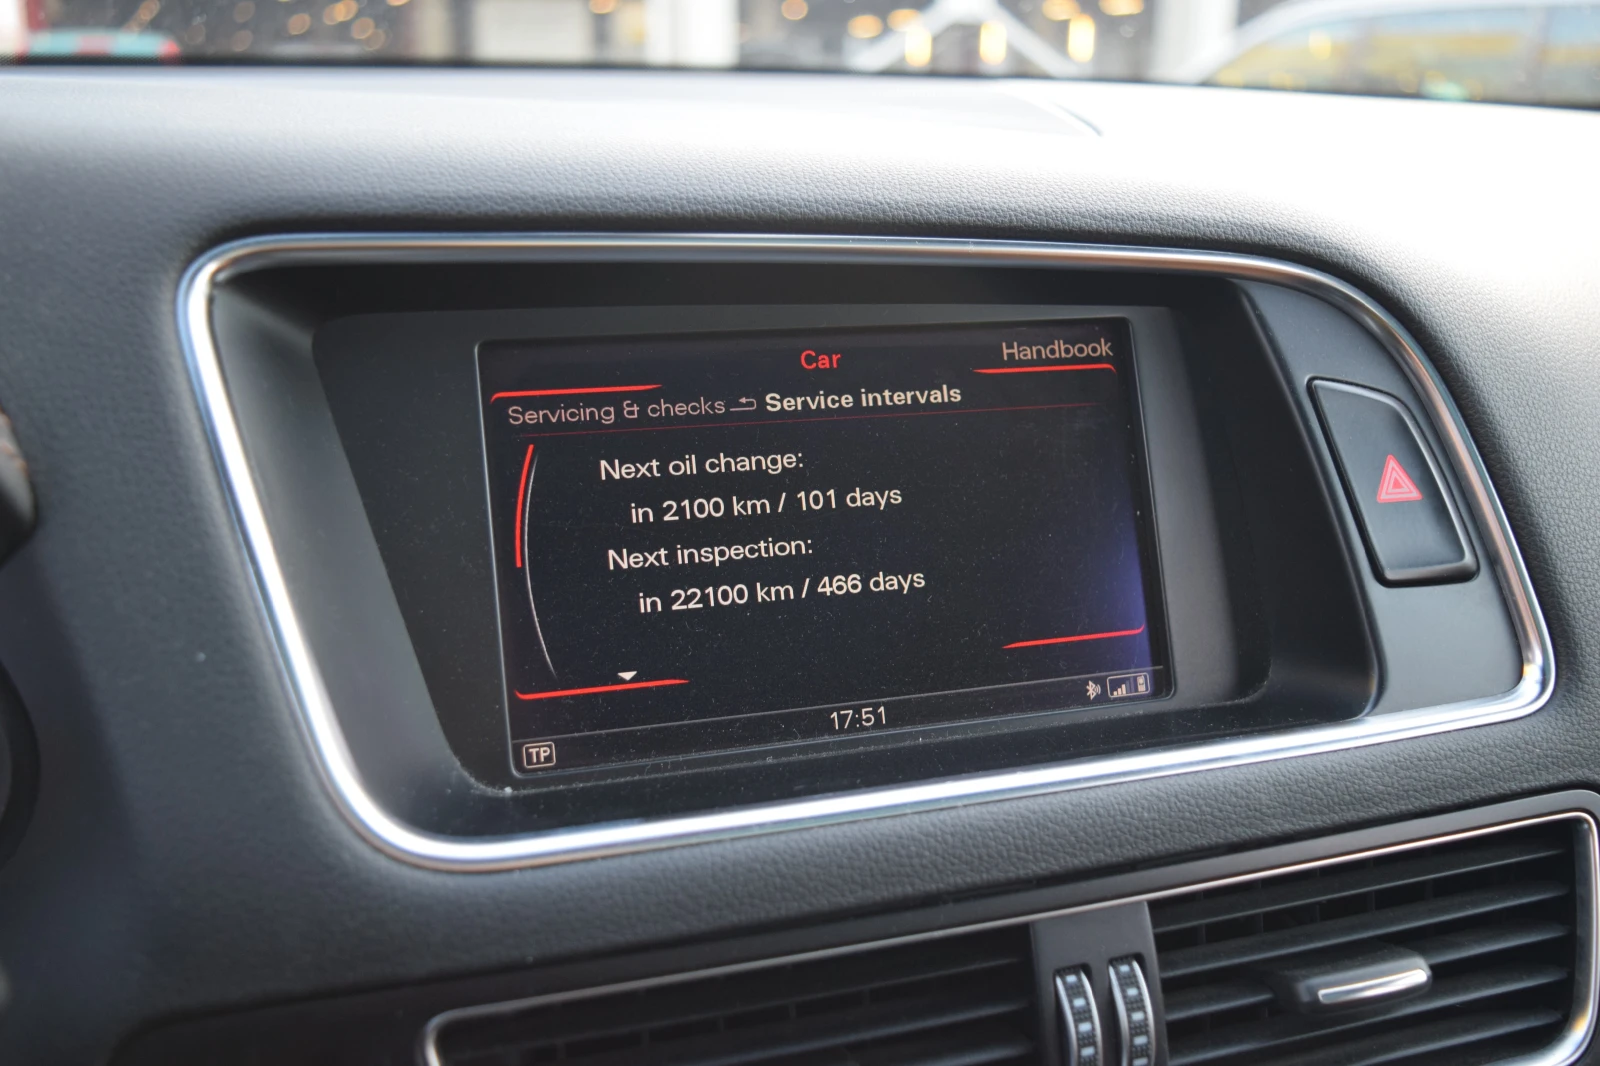 Car
Handbook
Servicing & checks Service intervals
Next oil change:
in 2100 km / 101 days
Next inspection:
in 22100 km / 466 days
17:51
TP